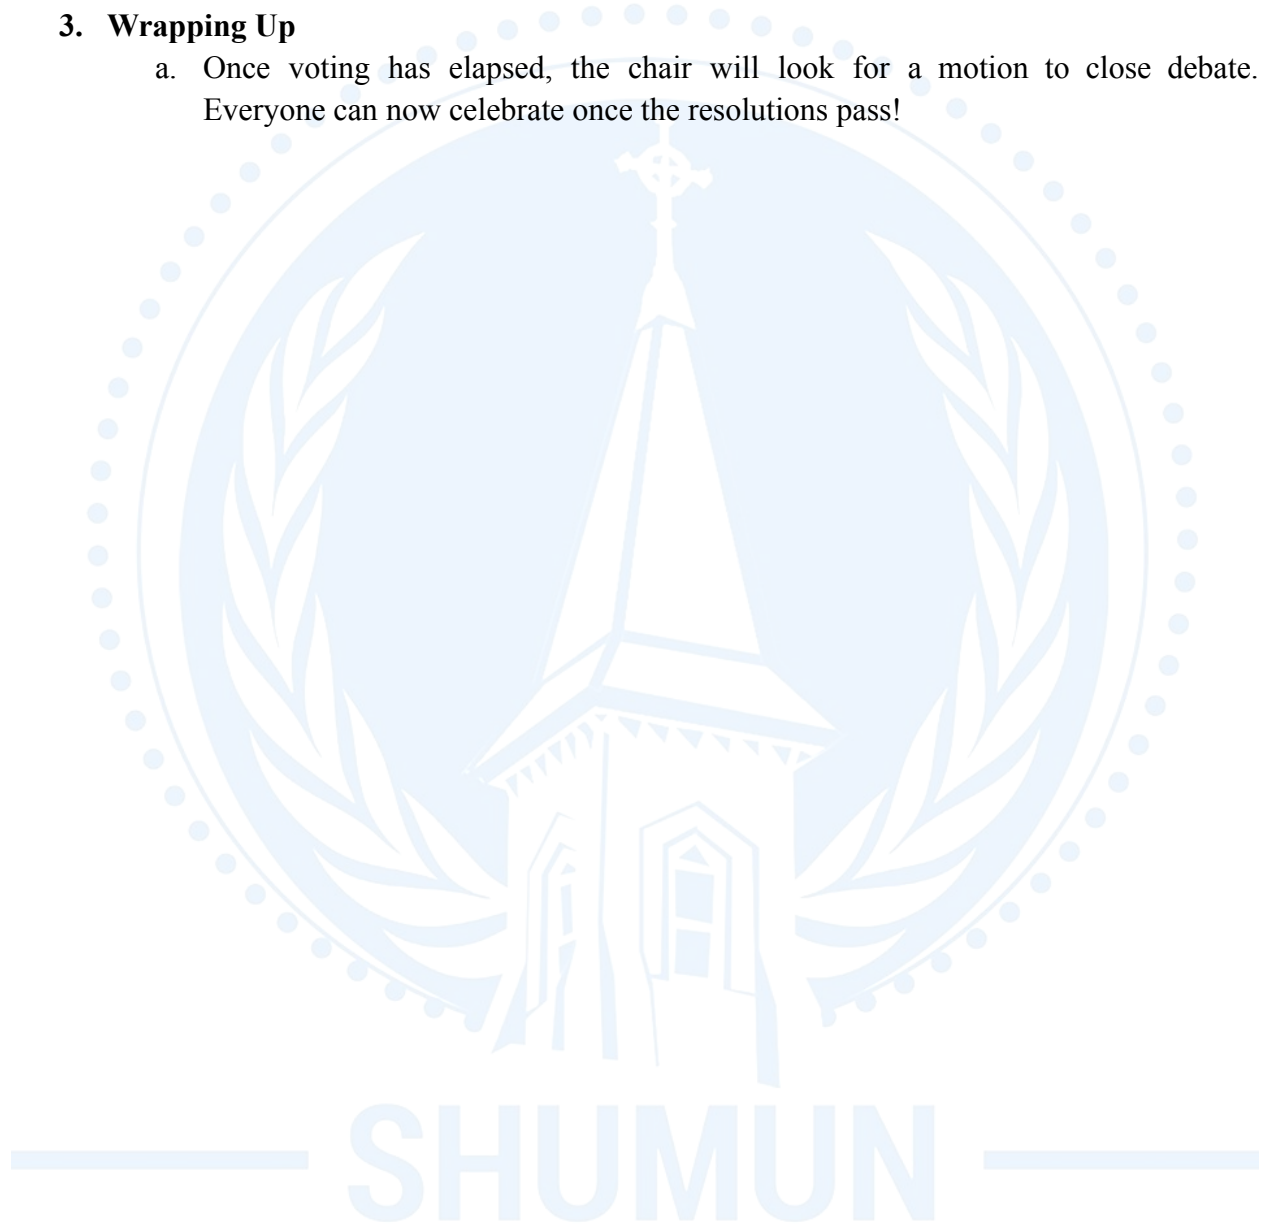 3. Wrapping Up
a. Once voting has elapsed, the chair will look for a motion to close debate.
Everyone can now celebrate once the resolutions pass!
SHUMUN